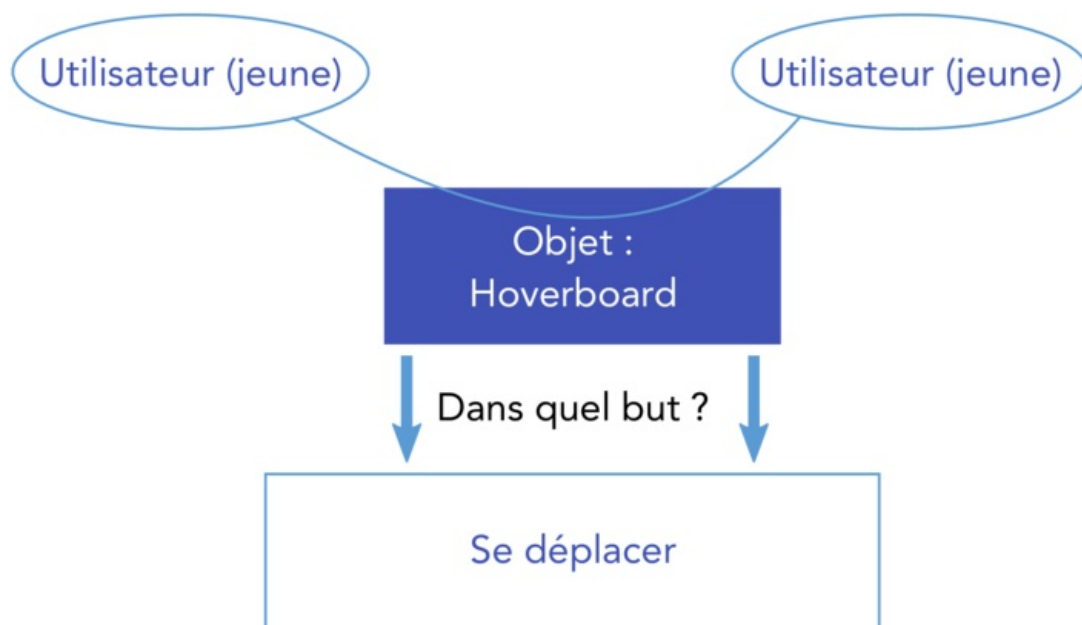 Utilisateur (jeune)
Utilisateur (jeune)
Objet :
Hoverboard
Dans quel but ?
Se déplacer